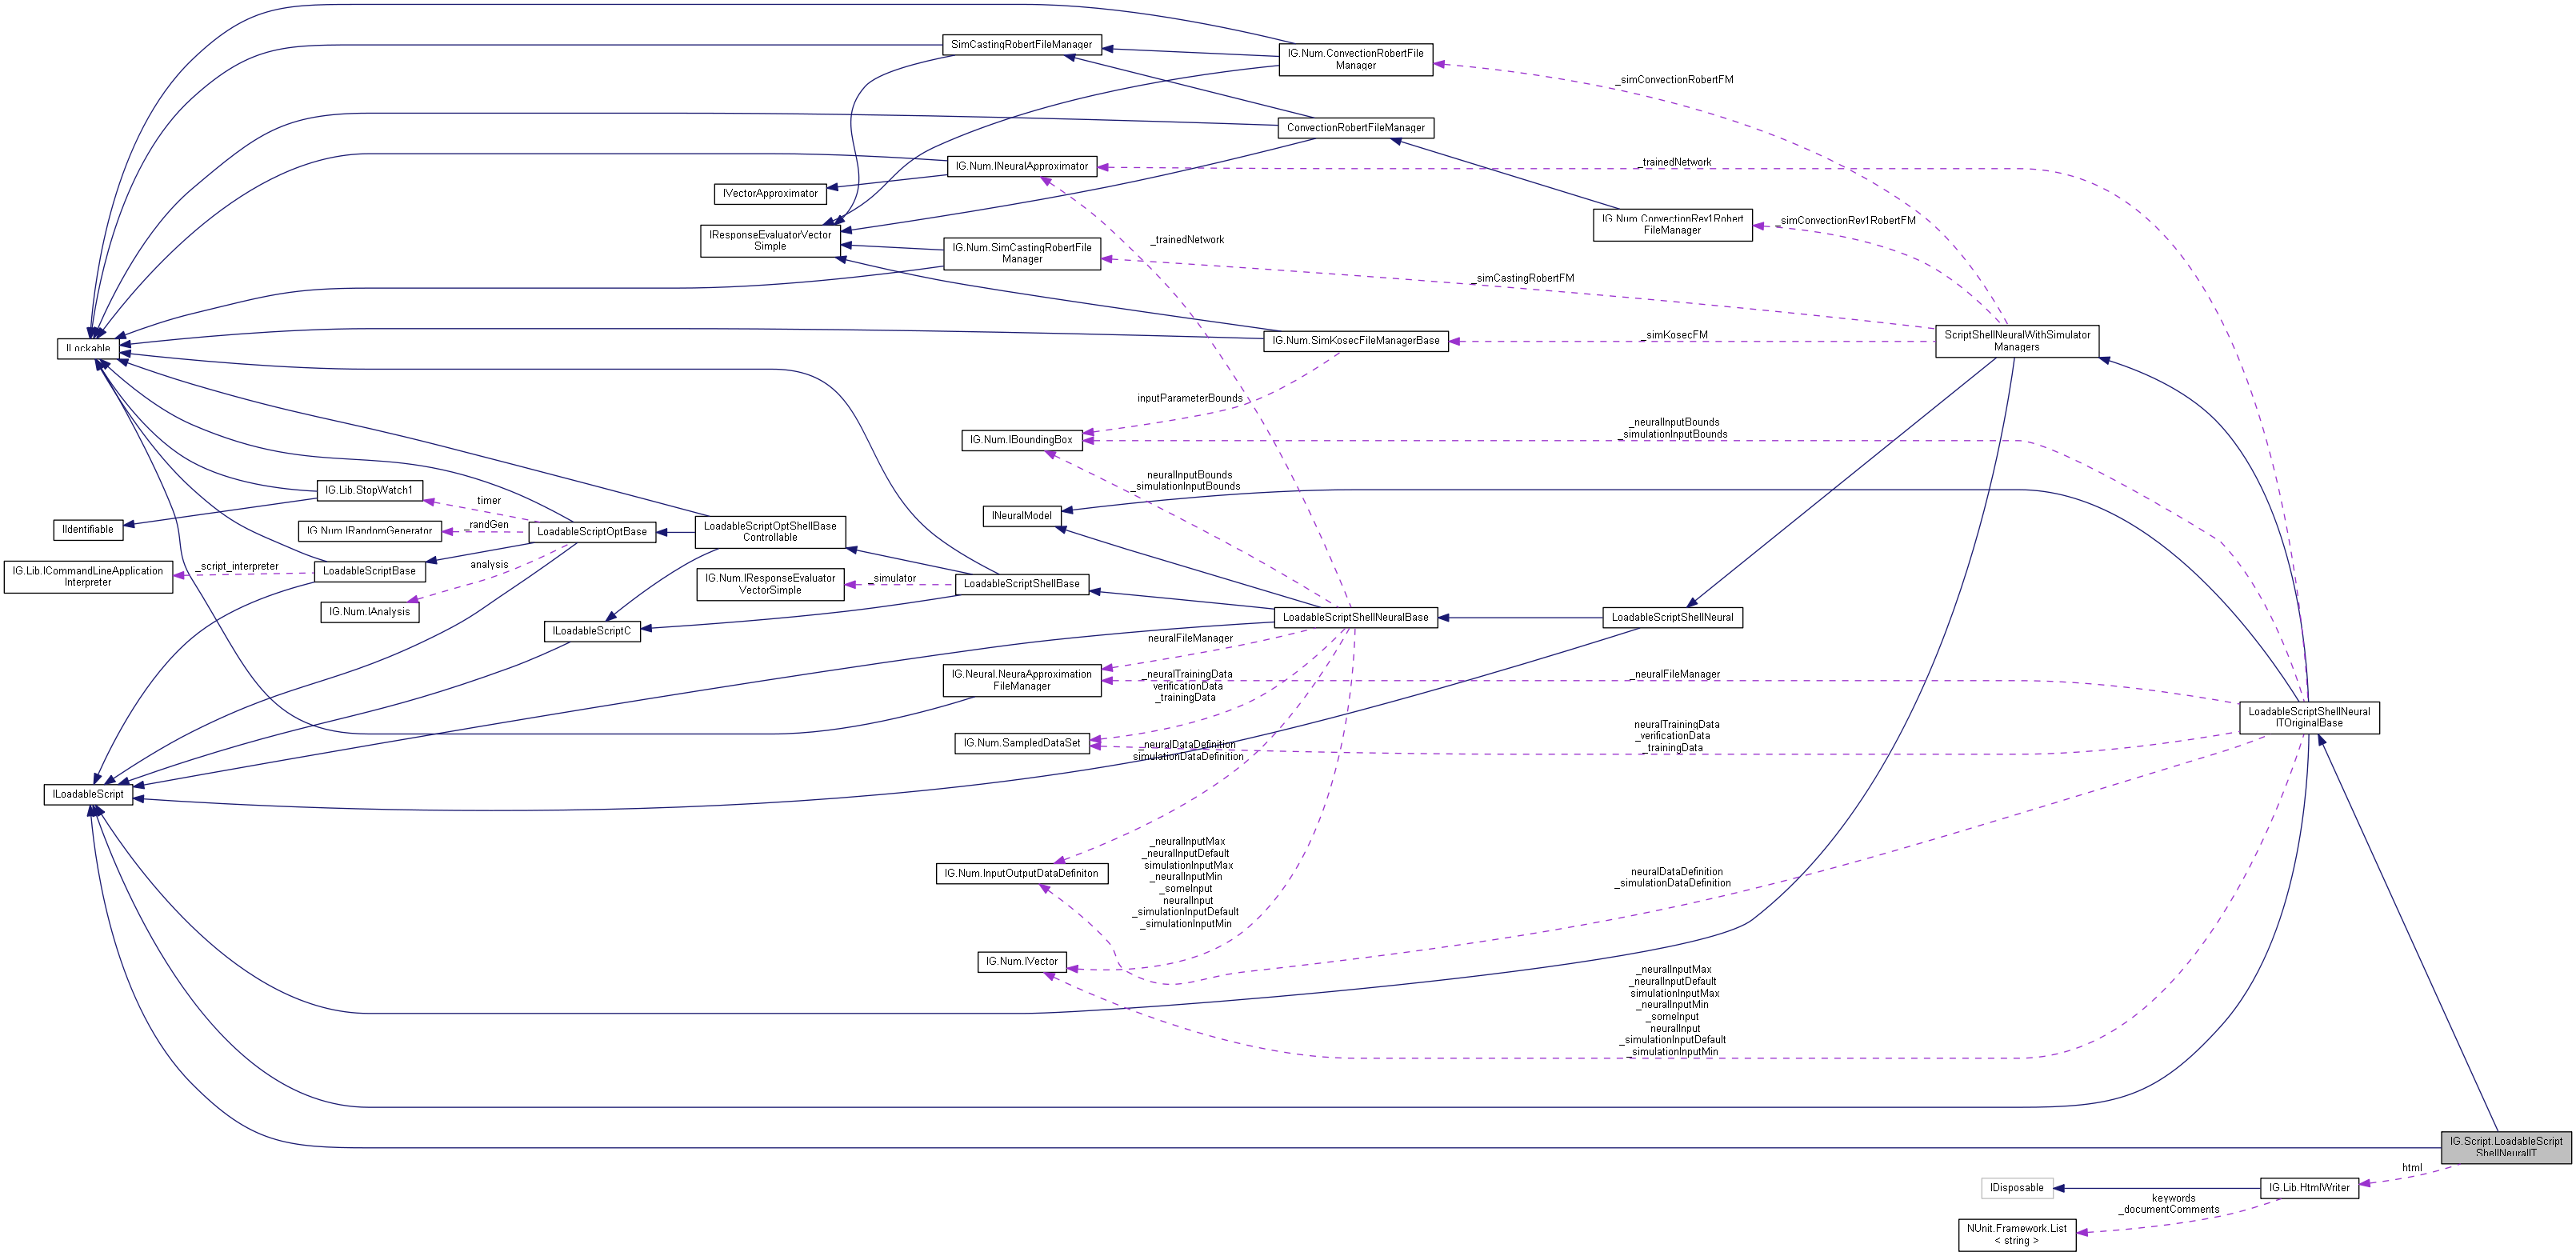 SimCastingRobertFileManager
IG.Num.ConvectionRobertFile
Manager
_simConvectionRobertFM
ConvectionRobertFileManager
IG.Num.INeuralApproximator
_trainedNetwork
IVectorApproximator
IG.Num.ConvectionRev1Robert
FileManager
_simConvectionRev1RobertFM
IResponseEvaluatorVector
Simple
_trainedNetwork
IG.Num.SimCastingRobertFile
Manager
_simCastingRobertFM
ScriptShellNeuralWithSimulator
Managers
ILockable
IG.Num.SimKosecFileManagerBase
_simKosecFM
inputParameterBounds
IG.Num.IBoundingBox
_neuralInputBounds
_simulationInputBounds
neuralInputBounds
_simulationInputBounds
IG.Lib.StopWatch1
timer
INeuralModel
IIdentifiable
IG.Num.IRandomGenerator
_randGen
LoadableScriptOptBase
LoadableScriptOptShellBase
Controllable
IG.Lib.ICommandLineApplication
Interpreter
_script_interpreter
LoadableScriptBase
analysis
IG.Num.IResponseEvaluator
VectorSimple
_simulator
LoadableScriptShellBase
IG.Num.IAnalysis
ILoadableScriptC
LoadableScriptShellNeuralBase
LoadableScriptShellNeural
neuralFileManager
IG.Neural.NeuraApproximation
FileManager
_neuralTrainingData
verificationData
_trainingData
_neuralFileManager
LoadableScriptShellNeural
ITOriginalBase
IG.Num.SampledDataSet
_neuralDataDefinition
simulationDataDefinition
neuralTrainingData
_verificationData
_trainingData
ILoadableScript
IG.Num.InputOutputDataDefiniton
_neuralInputMax
_neuralInputDefault
simulationInputMax
_neuralInputMin
_someInput
neuralInput
_simulationInputDefault
_simulationInputMin
neuralDataDefinition
_simulationDataDefinition
IG.Num.IVector
_neuralInputMax
_neuralInputDefault
simulationInputMax
_neuralInputMin
_someInput
neuralInput
_simulationInputDefault
_simulationInputMin
IG.Script.LoadableScript
ShellNeuralIT
html
IDisposable
IG.Lib.HtmlWriter
keywords
_documentComments
NUnit.Framework.List
< string >